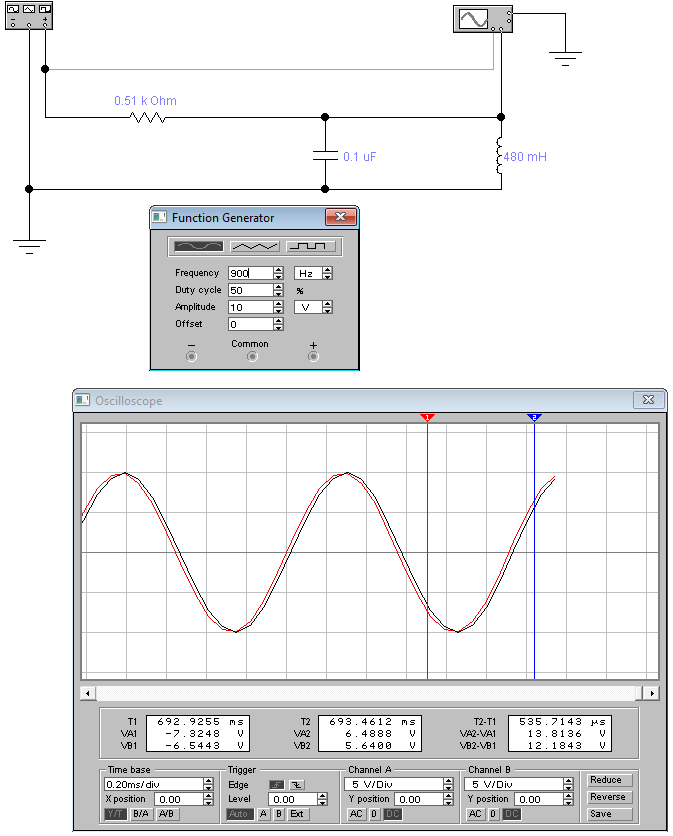 0.51 k Ohm
0.1 uF
480 mH
Function Generator
Frequency 900 Hz
Duty cycle 50 %
Amplitude 10 V
Offset 0
− Common +
Oscilloscope
1 2
T1 692.9255 ms T2 693.4612 ms T2-T1 535.7143 µs
VA1 -7.3248 V VA2 6.4888 V VA2-VA1 13.8136 V
VB1 -6.5443 V VB2 5.6400 V VB2-VB1 12.1843 V
Time base Trigger Channel A Channel B Reduce
0.20ms/div Edge 5 V/Div 5 V/Div
X position 0.00 Level 0.00 Y position 0.00 Y position 0.00 Reverse
Y/T B/A A/B Auto A B Ext AC 0 DC AC 0 DC Save